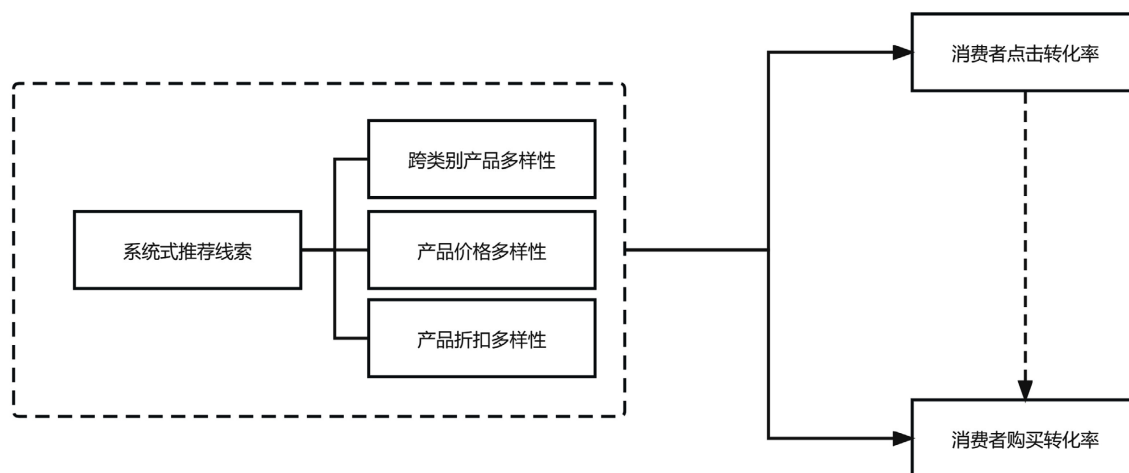 消费者点击转化率
跨类别产品多样性
系统式推荐线索
产品价格多样性
产品折扣多样性
消费者购买转化率